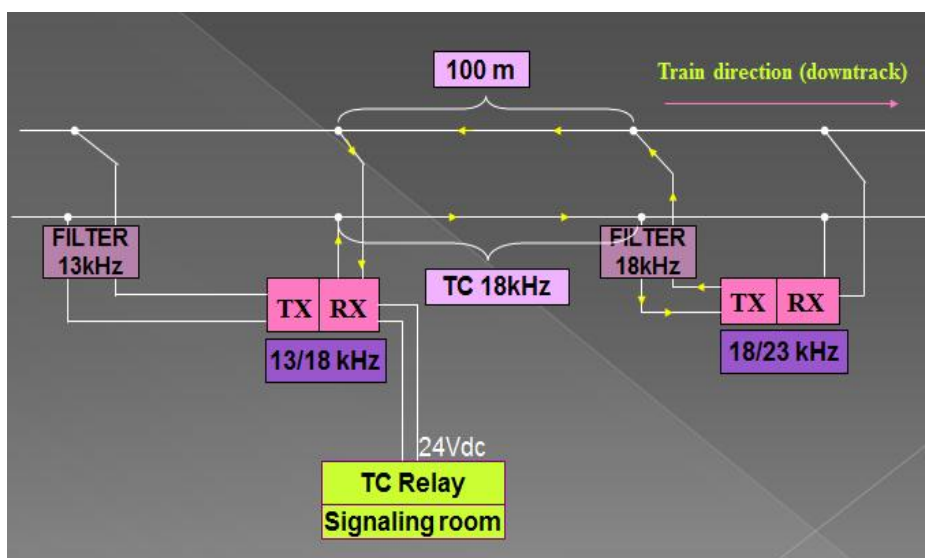 100 m
Train direction (downtrack)
FILTER
13kHz
FILTER
18kHz
TC 18kHz
TX RX
TX RX
13/18 kHz
18/23 kHz
24Vdc
TC Relay
Signaling room